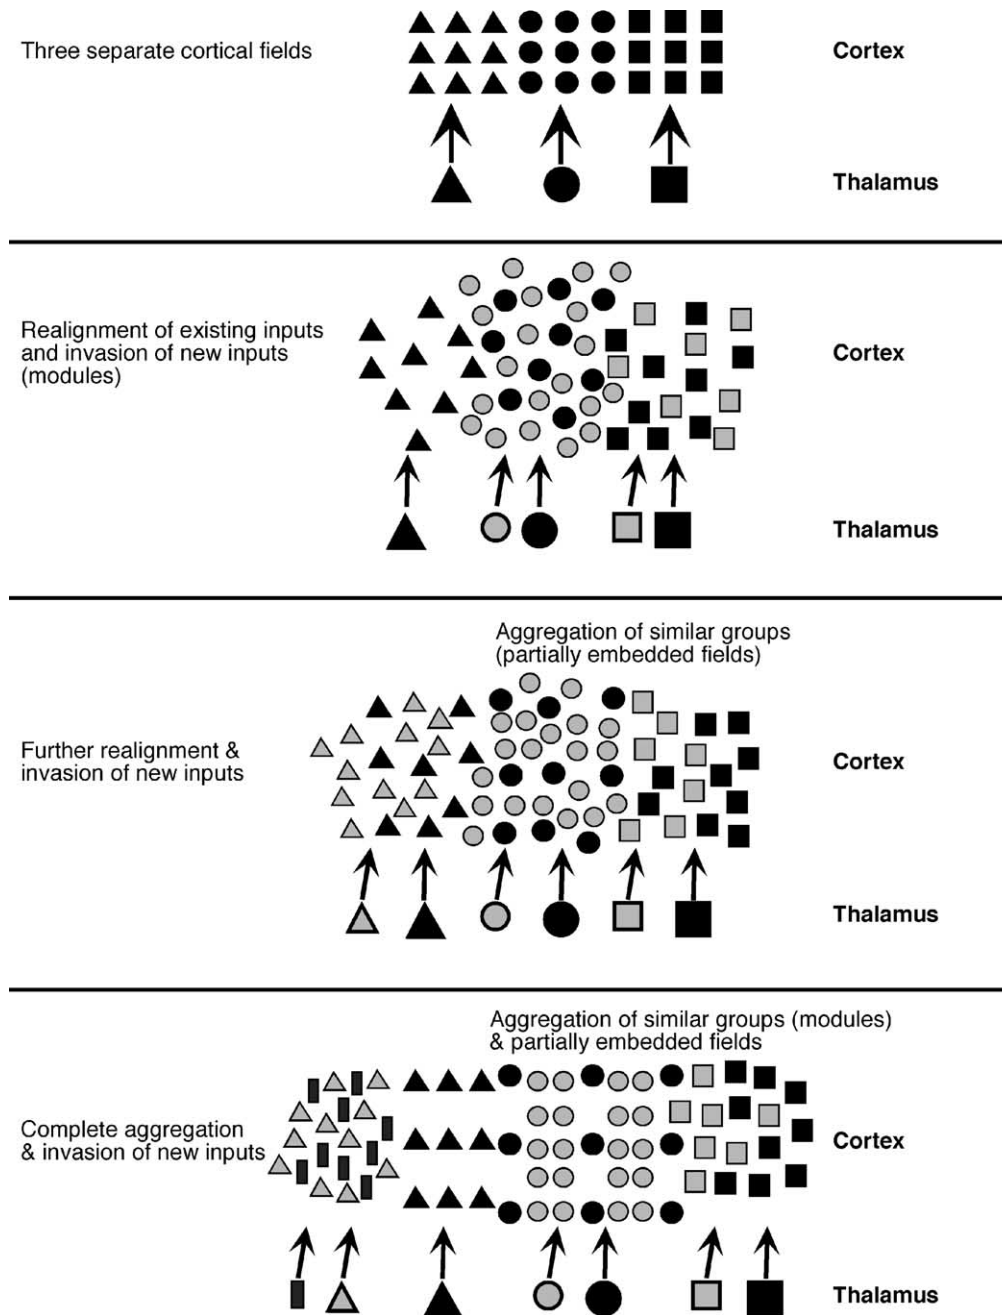 Three separate cortical fields
Cortex
Thalamus
Realignment of existing inputs
and invasion of new inputs
(modules)
Cortex
Thalamus
Aggregation of similar groups
(partially embedded fields)
Further realignment &
invasion of new inputs
Cortex
Thalamus
Aggregation of similar groups (modules)
& partially embedded fields
Complete aggregation
& invasion of new inputs
Cortex
Thalamus